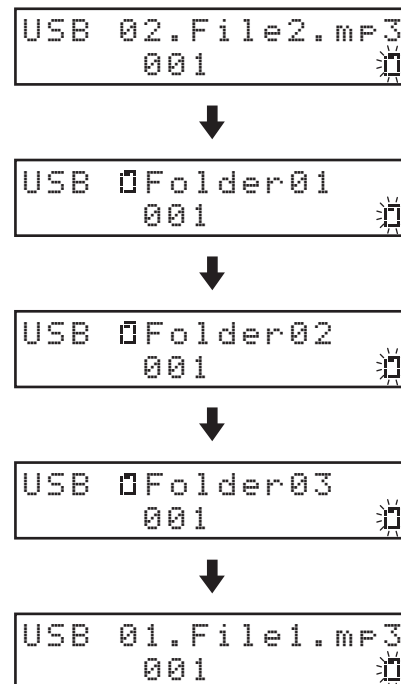 USB 02.File2.mp3
001
USB Folder01
001
USB Folder02
001
USB Folder03
001
USB 01.File1.mp3
001